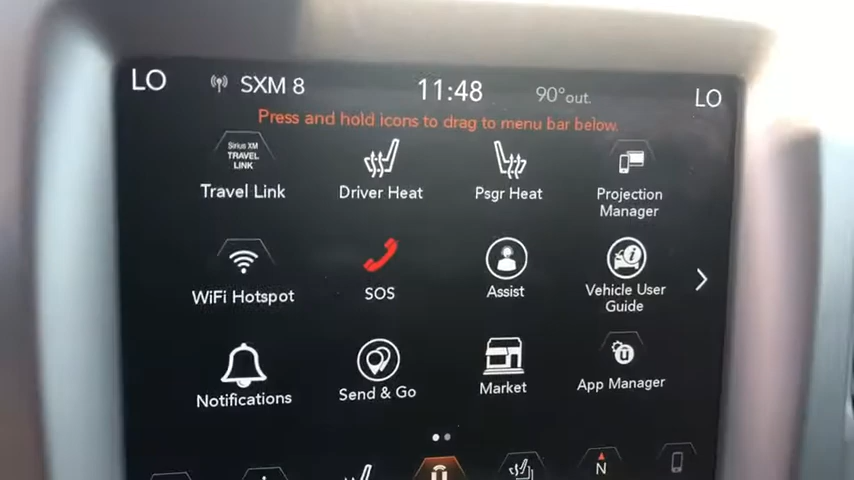 LO SXM 8 11:48 90°out. LO
Press and hold icons to drag to menu bar below.
Sirius XM
TRAVEL
LINK
Travel Link Driver Heat Psgr Heat Projection
Manager
WiFi Hotspot SOS Assist Vehicle User
Guide
Notifications Send & Go Market App Manager
N